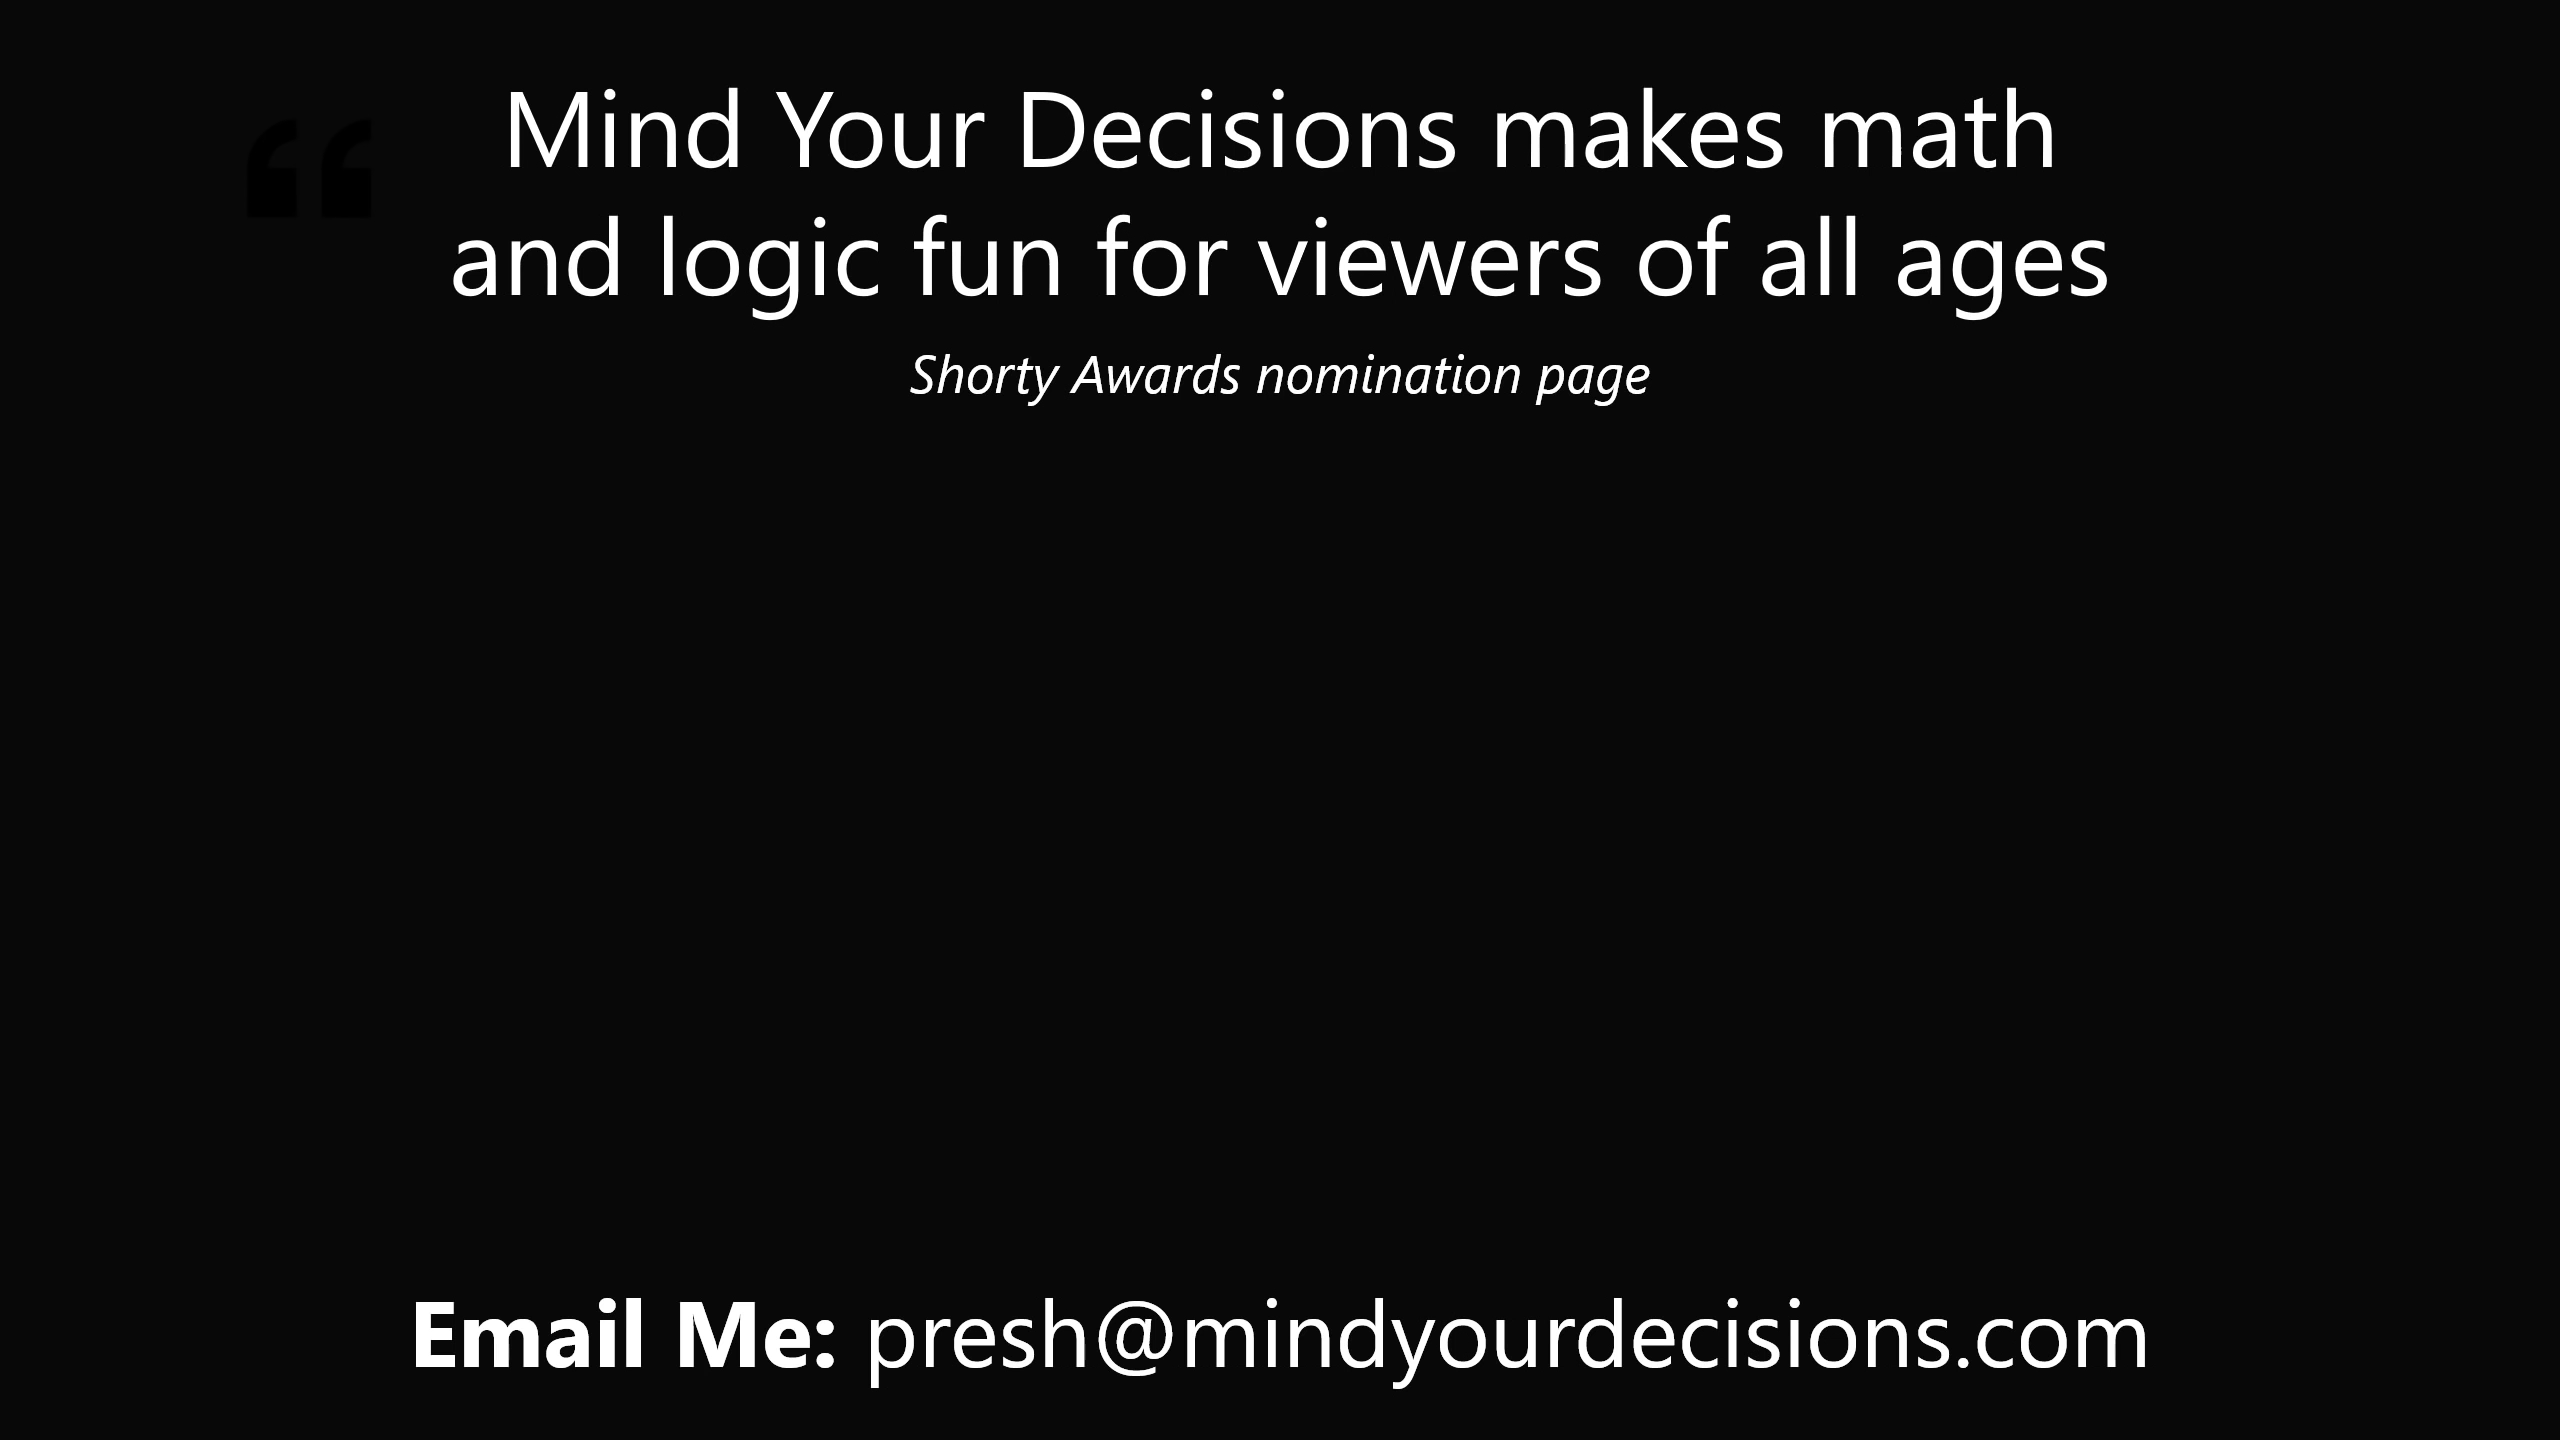 “
Mind Your Decisions makes math
and logic fun for viewers of all ages
Shorty Awards nomination page
Email Me: presh@mindyourdecisions.com